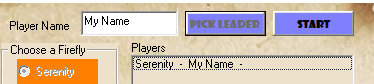 Player Name My Name PICK LEADER START
Choose a Firefly Players
Serenity Serenity - My Name -